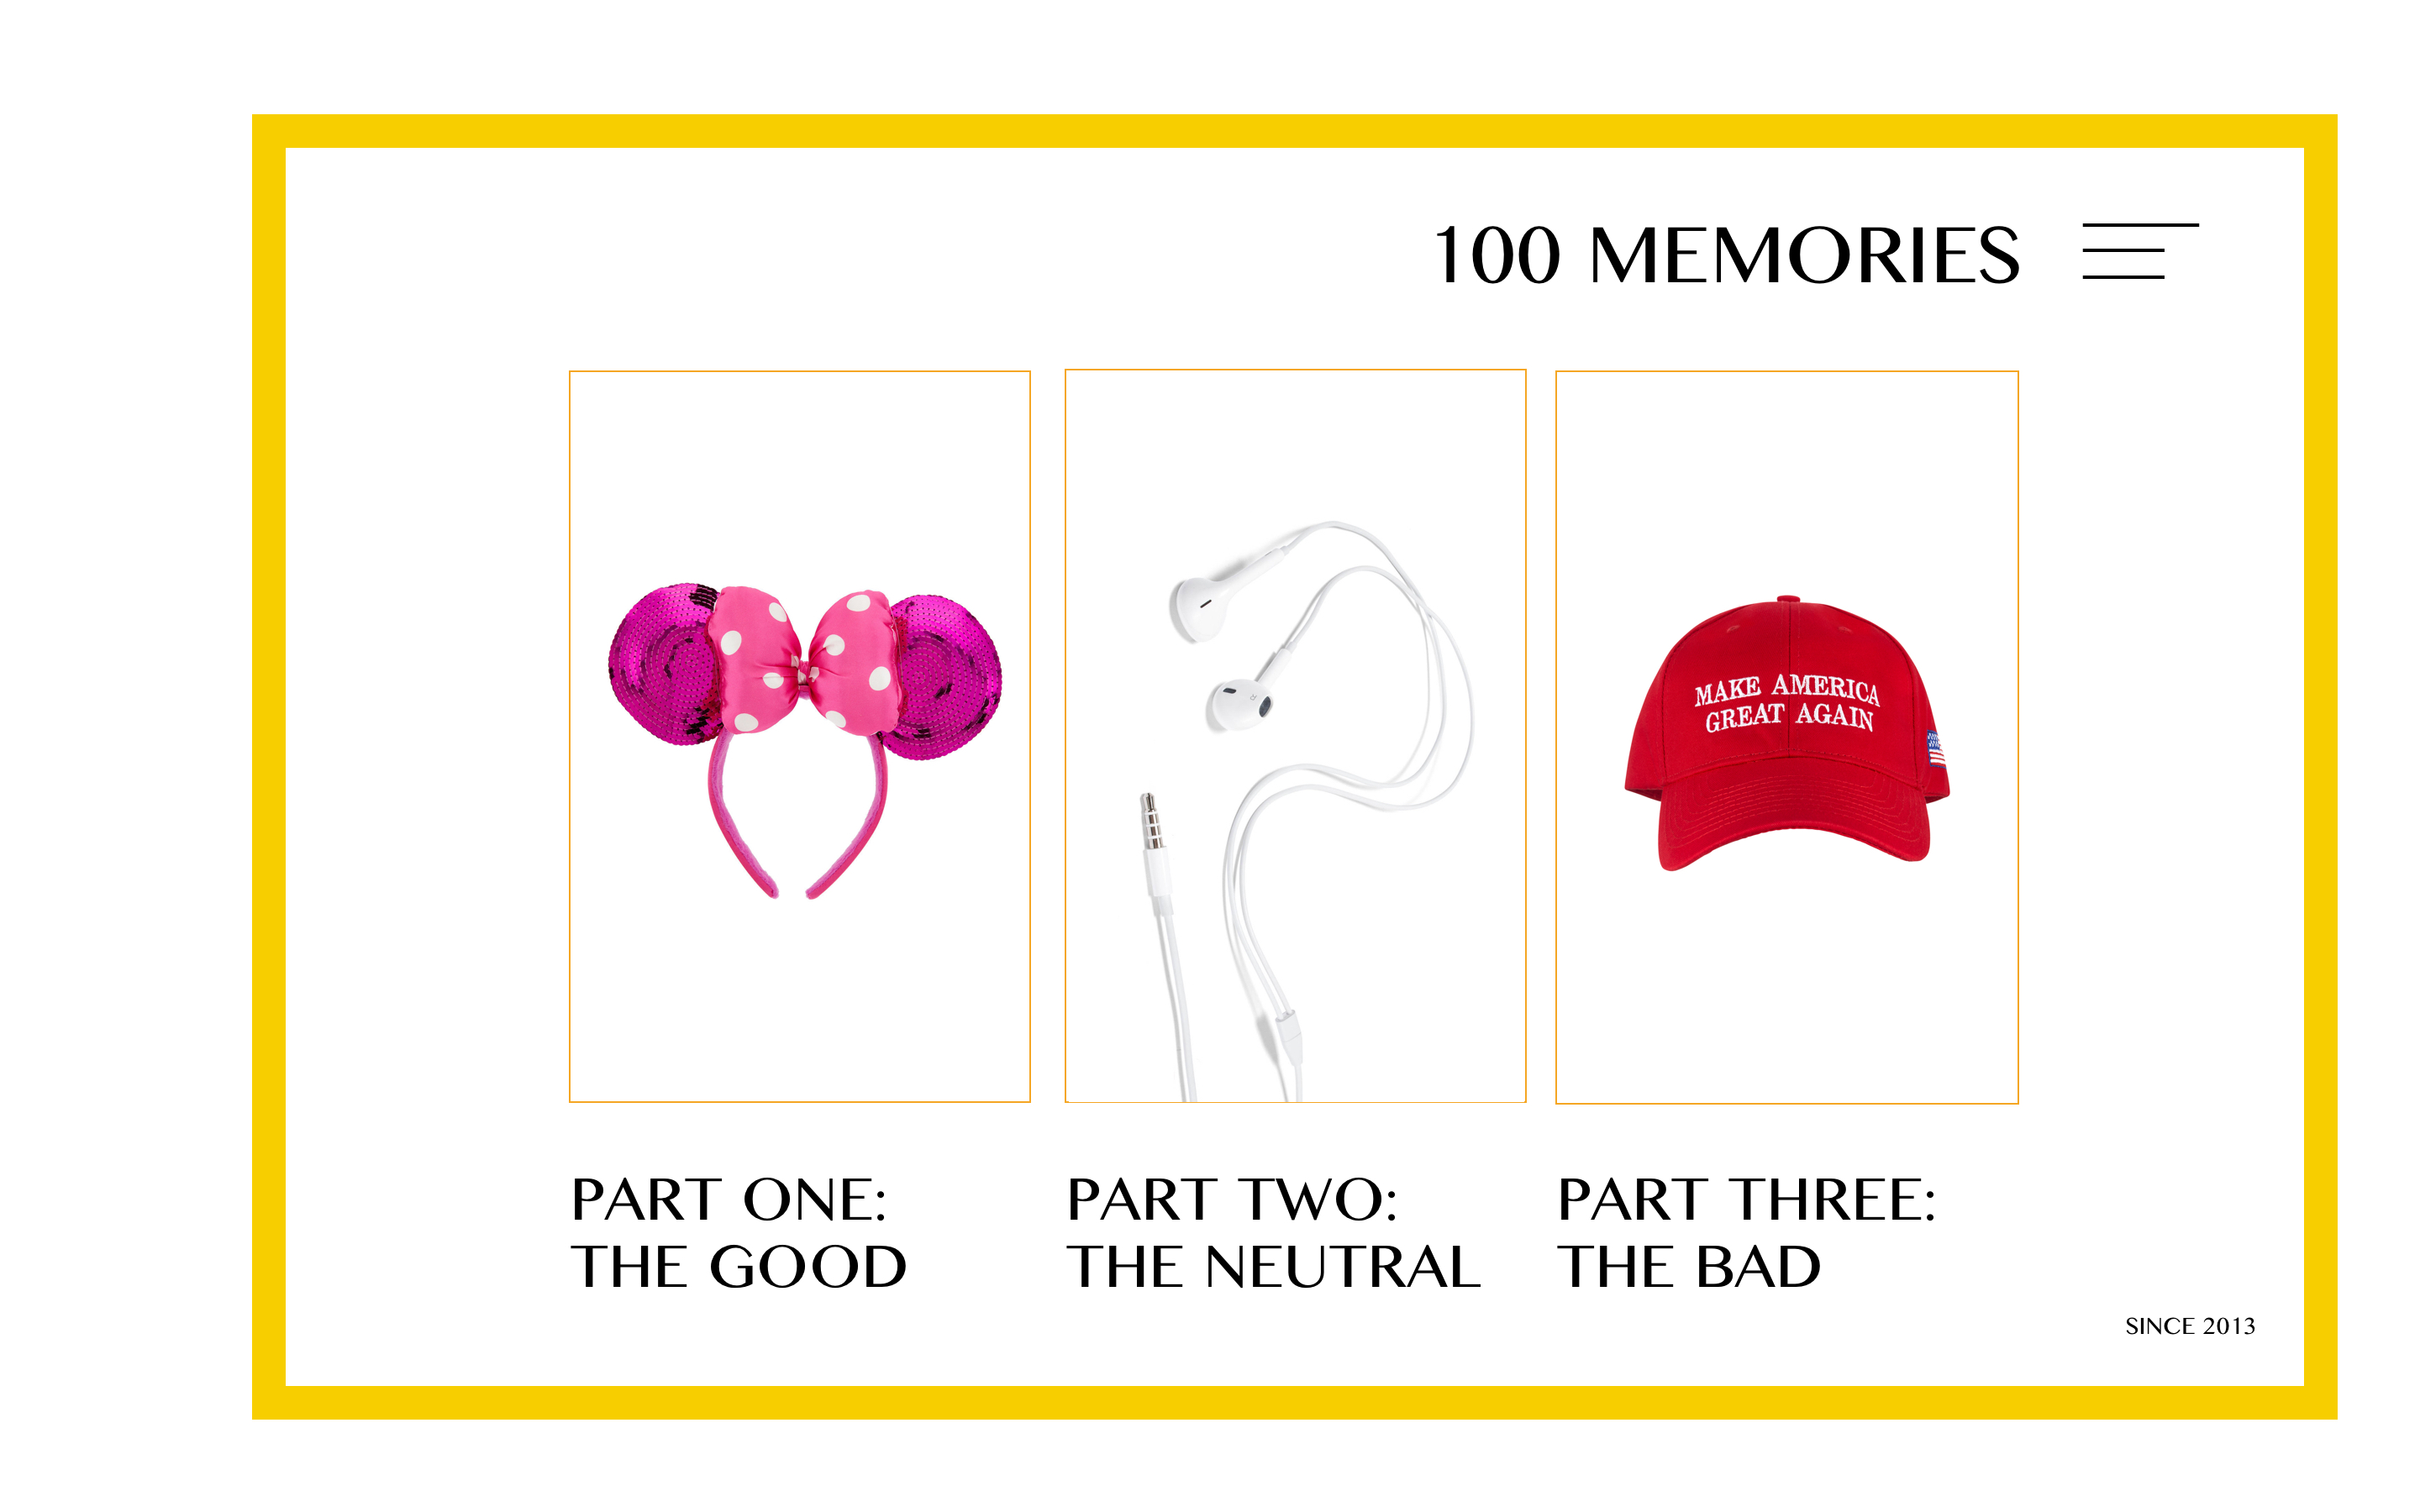 100 MEMORIES
MAKE AMERICA
GREAT AGAIN
PART ONE:
THE GOOD
PART TWO:
THE NEUTRAL
PART THREE:
THE BAD
SINCE 2013